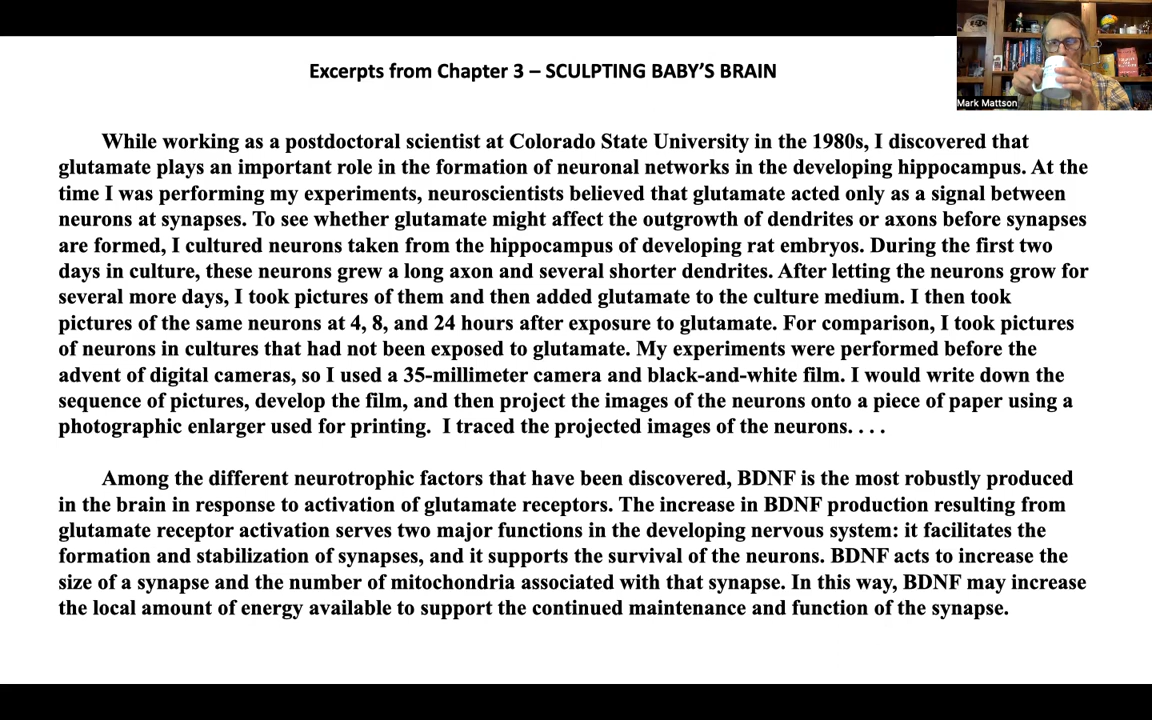 Mark Mattson
Excerpts from Chapter 3 – SCULPTING BABY'S BRAIN
While working as a postdoctoral scientist at Colorado State University in the 1980s, I discovered that
glutamate plays an important role in the formation of neuronal networks in the developing hippocampus. At the
time I was performing my experiments, neuroscientists believed that glutamate acted only as a signal between
neurons at synapses. To see whether glutamate might affect the outgrowth of dendrites or axons before synapses
are formed, I cultured neurons taken from the hippocampus of developing rat embryos. During the first two
days in culture, these neurons grew a long axon and several shorter dendrites. After letting the neurons grow for
several more days, I took pictures of them and then added glutamate to the culture medium. I then took
pictures of the same neurons at 4, 8, and 24 hours after exposure to glutamate. For comparison, I took pictures
of neurons in cultures that had not been exposed to glutamate. My experiments were performed before the
advent of digital cameras, so I used a 35-millimeter camera and black-and-white film. I would write down the
sequence of pictures, develop the film, and then project the images of the neurons onto a piece of paper using a
photographic enlarger used for printing.  I traced the projected images of the neurons. . . .
Among the different neurotrophic factors that have been discovered, BDNF is the most robustly produced
in the brain in response to activation of glutamate receptors. The increase in BDNF production resulting from
glutamate receptor activation serves two major functions in the developing nervous system: it facilitates the
formation and stabilization of synapses, and it supports the survival of the neurons. BDNF acts to increase the
size of a synapse and the number of mitochondria associated with that synapse. In this way, BDNF may increase
the local amount of energy available to support the continued maintenance and function of the synapse.